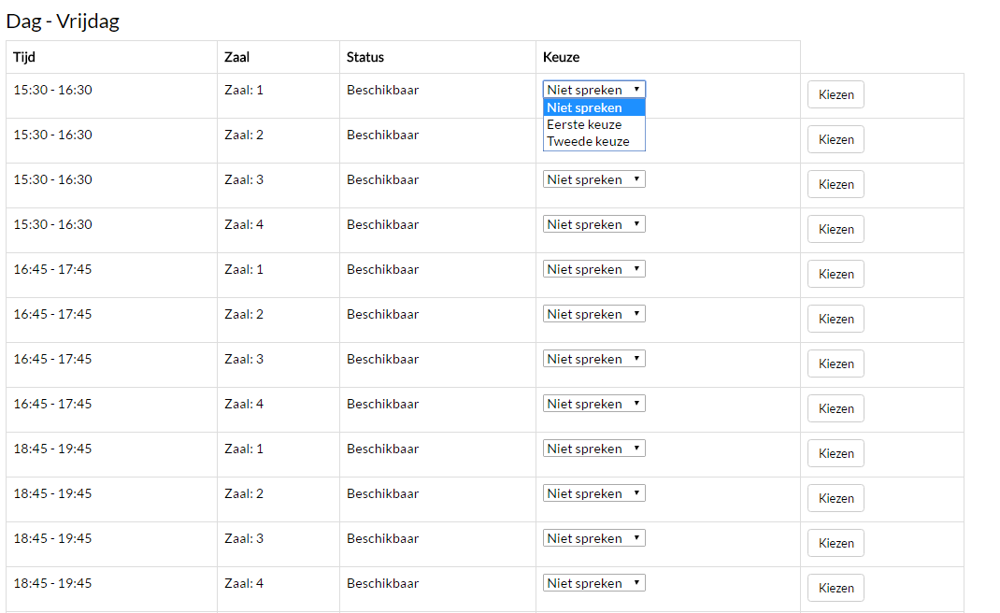 Dag - Vrijdag
Tijd Zaal Status Keuze
15:30 - 16:30 Zaal: 1 Beschikbaar Niet spreken Kiezen
Niet spreken
Eerste keuze
Tweede keuze
15:30 - 16:30 Zaal: 2 Beschikbaar Kiezen
15:30 - 16:30 Zaal: 3 Beschikbaar Niet spreken Kiezen
15:30 - 16:30 Zaal: 4 Beschikbaar Niet spreken Kiezen
16:45 - 17:45 Zaal: 1 Beschikbaar Niet spreken Kiezen
16:45 - 17:45 Zaal: 2 Beschikbaar Niet spreken Kiezen
16:45 - 17:45 Zaal: 3 Beschikbaar Niet spreken Kiezen
16:45 - 17:45 Zaal: 4 Beschikbaar Niet spreken Kiezen
18:45 - 19:45 Zaal: 1 Beschikbaar Niet spreken Kiezen
18:45 - 19:45 Zaal: 2 Beschikbaar Niet spreken Kiezen
18:45 - 19:45 Zaal: 3 Beschikbaar Niet spreken Kiezen
18:45 - 19:45 Zaal: 4 Beschikbaar Niet spreken Kiezen